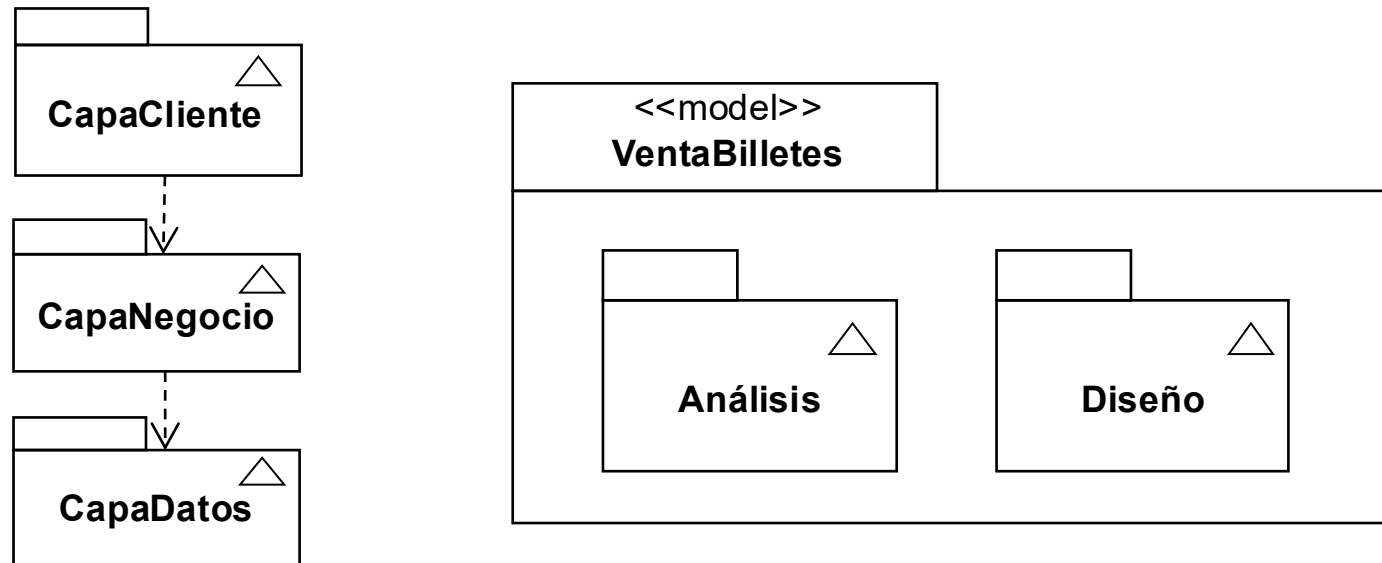 CapaCliente
CapaNegocio
CapaDatos
<<model>>
VentaBilletes
Análisis
Diseño